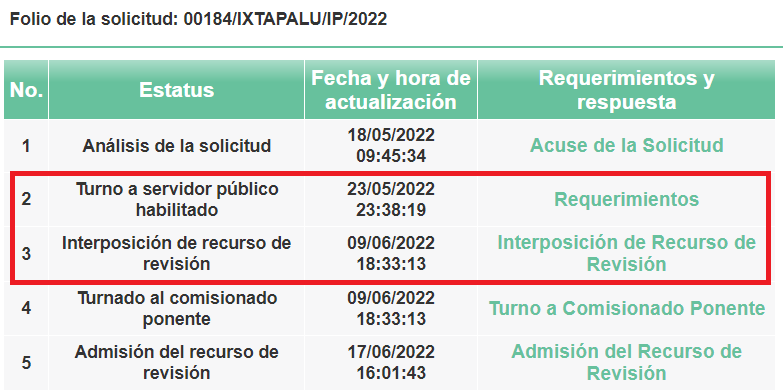 Folio de la solicitud: 00184/IXTAPALU/IP/2022
No. Estatus Fecha y hora de actualización Requerimientos y respuesta
1 Análisis de la solicitud 18/05/2022 09:45:34 Acuse de la Solicitud
2 Turno a servidor público habilitado 23/05/2022 23:38:19 Requerimientos
3 Interposición de recurso de revisión 09/06/2022 18:33:13 Interposición de Recurso de Revisión
4 Turnado al comisionado ponente 09/06/2022 18:33:13 Turno a Comisionado Ponente
5 Admisión del recurso de revisión 17/06/2022 16:01:43 Admisión del Recurso de Revisión